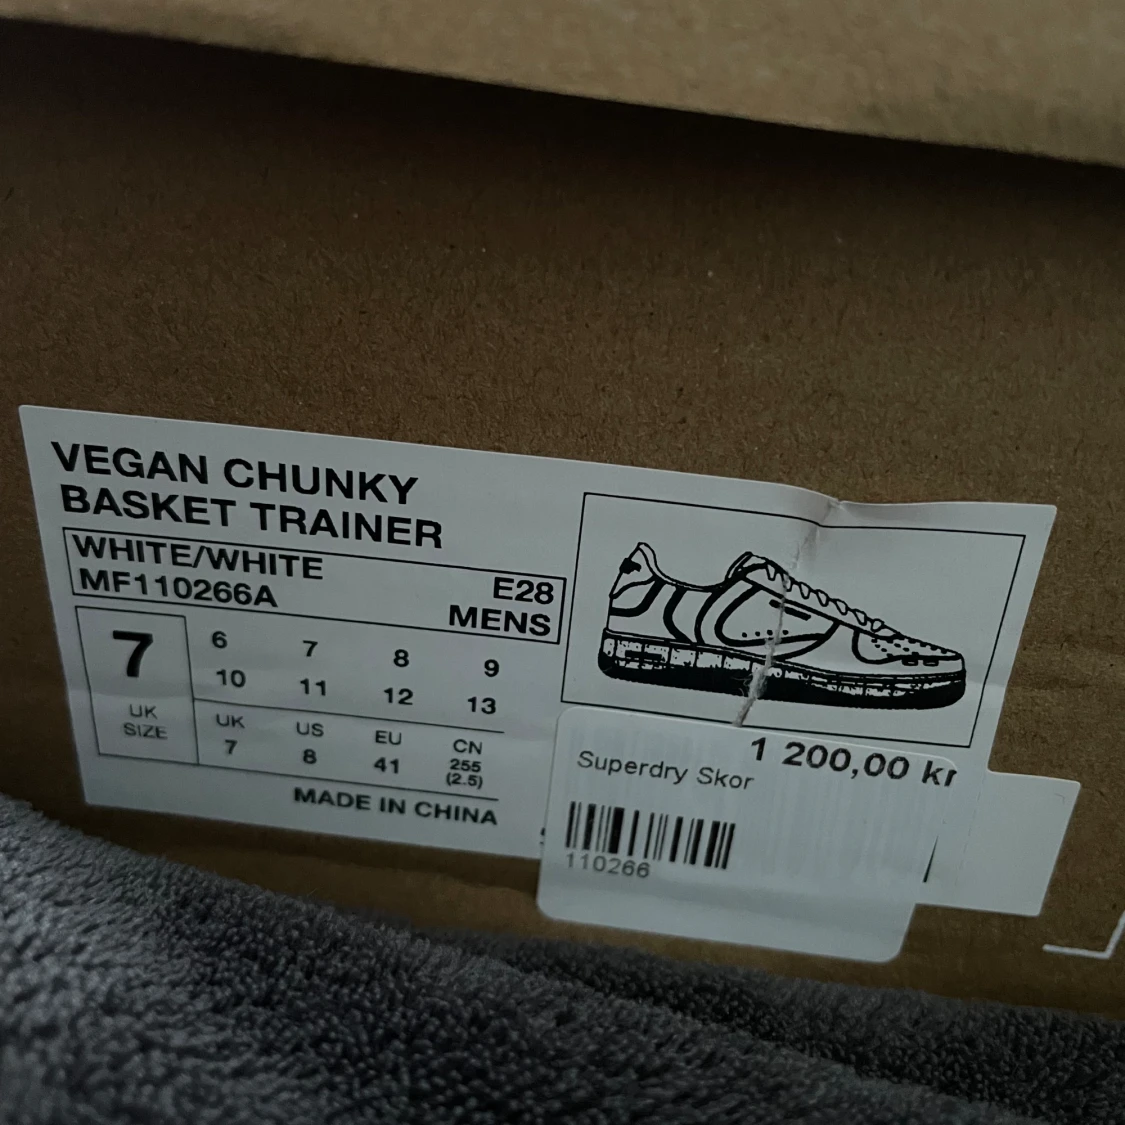 VEGAN CHUNKY
BASKET TRAINER
WHITE/WHITE
MF110266A E28
MENS
7
UK
SIZE
6 7 8 9
10 11 12 13
UK US EU CN
7 8 41 255
(2.5)
MADE IN CHINA
1 200,00 kr
Superdry Skor
110266